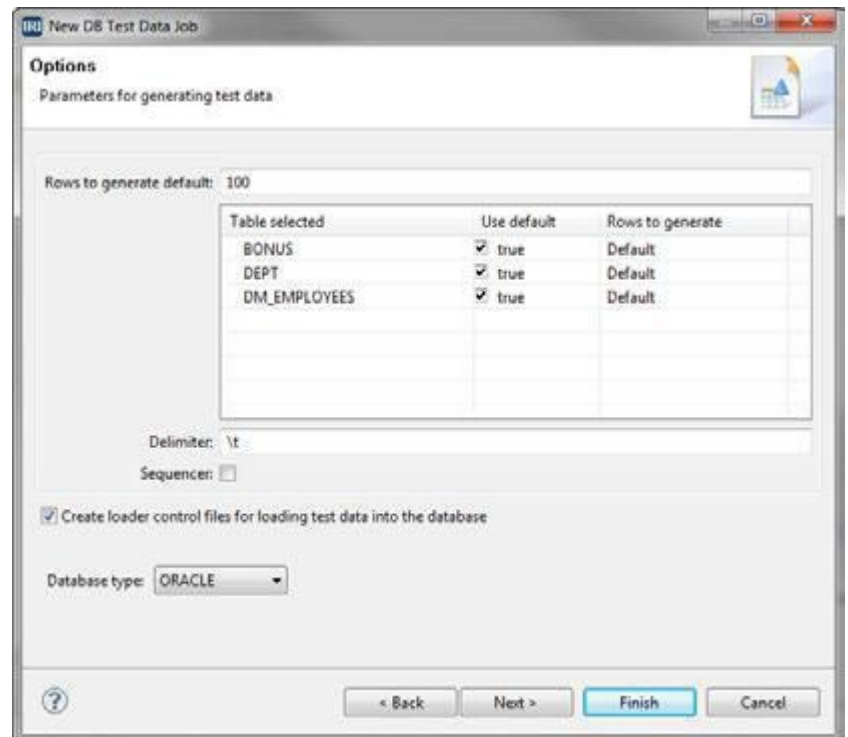 IRI New DB Test Data Job
Options
Parameters for generating test data
Rows to generate default: 100
Table selected Use default Rows to generate
BONUS true Default
DEPT true Default
DM_EMPLOYEES true Default
Delimiter: \t
Sequencer:
Create loader control files for loading test data into the database
Database type: ORACLE
? < Back Next > Finish Cancel